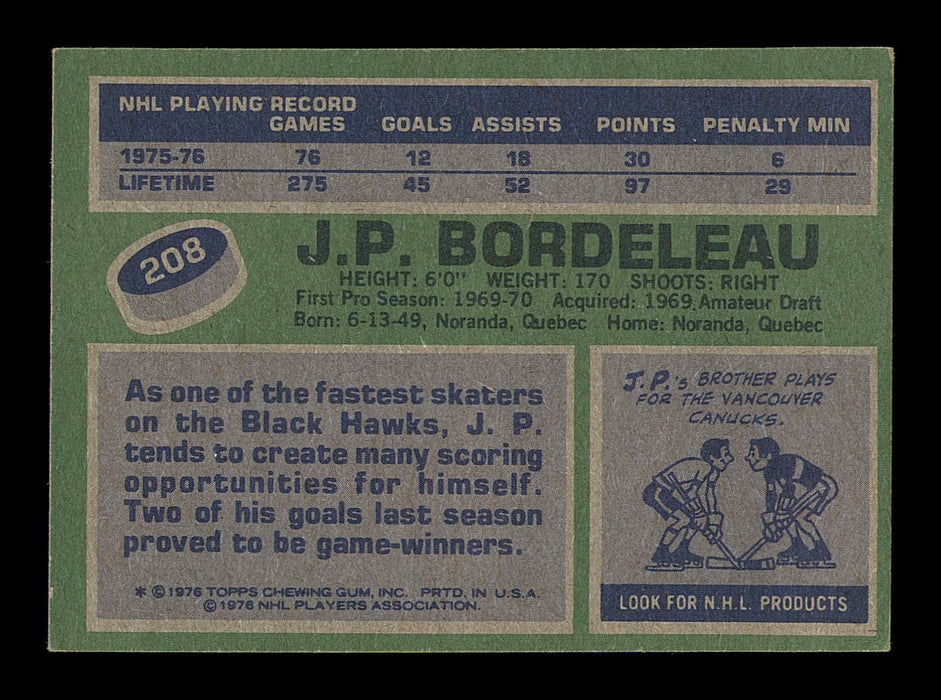 NHL PLAYING RECORD
GAMES GOALS ASSISTS POINTS PENALTY MIN
1975-76 76 12 18 30 6
LIFETIME 275 45 52 97 29
208
J.P. BORDELEAU
HEIGHT: 6'0" WEIGHT: 170 SHOOTS: RIGHT
First Pro Season: 1969-70 Acquired: 1969 Amateur Draft
Born: 6-13-49, Noranda, Quebec Home: Noranda, Quebec
As one of the fastest skaters
on the Black Hawks, J. P.
tends to create many scoring
opportunities for himself.
Two of his goals last season
proved to be game-winners.
* © 1976 TOPPS CHEWING GUM, INC. PRTD. IN U.S.A.
© 1976 NHL PLAYERS ASSOCIATION.
J.P.'s BROTHER PLAYS
FOR THE VANCOUVER
CANUCKS.
LOOK FOR N.H.L. PRODUCTS